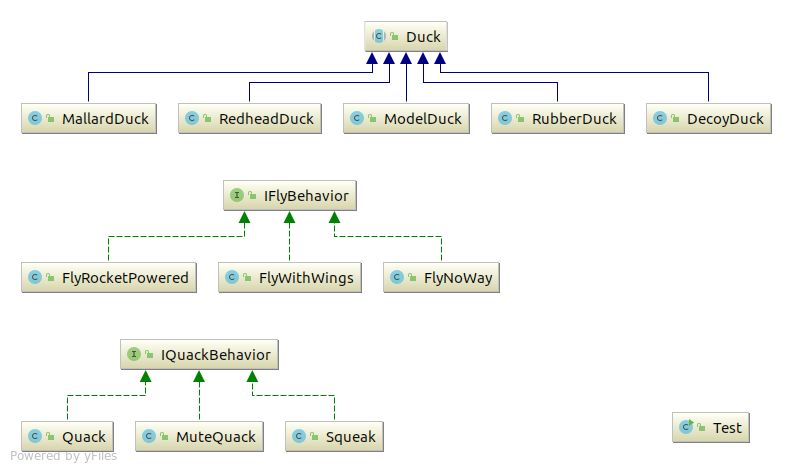 Duck
MallardDuck RedheadDuck ModelDuck RubberDuck DecoyDuck
IFlyBehavior
FlyRocketPowered FlyWithWings FlyNoWay
IQuackBehavior
Quack MuteQuack Squeak Test
Powered by yFiles